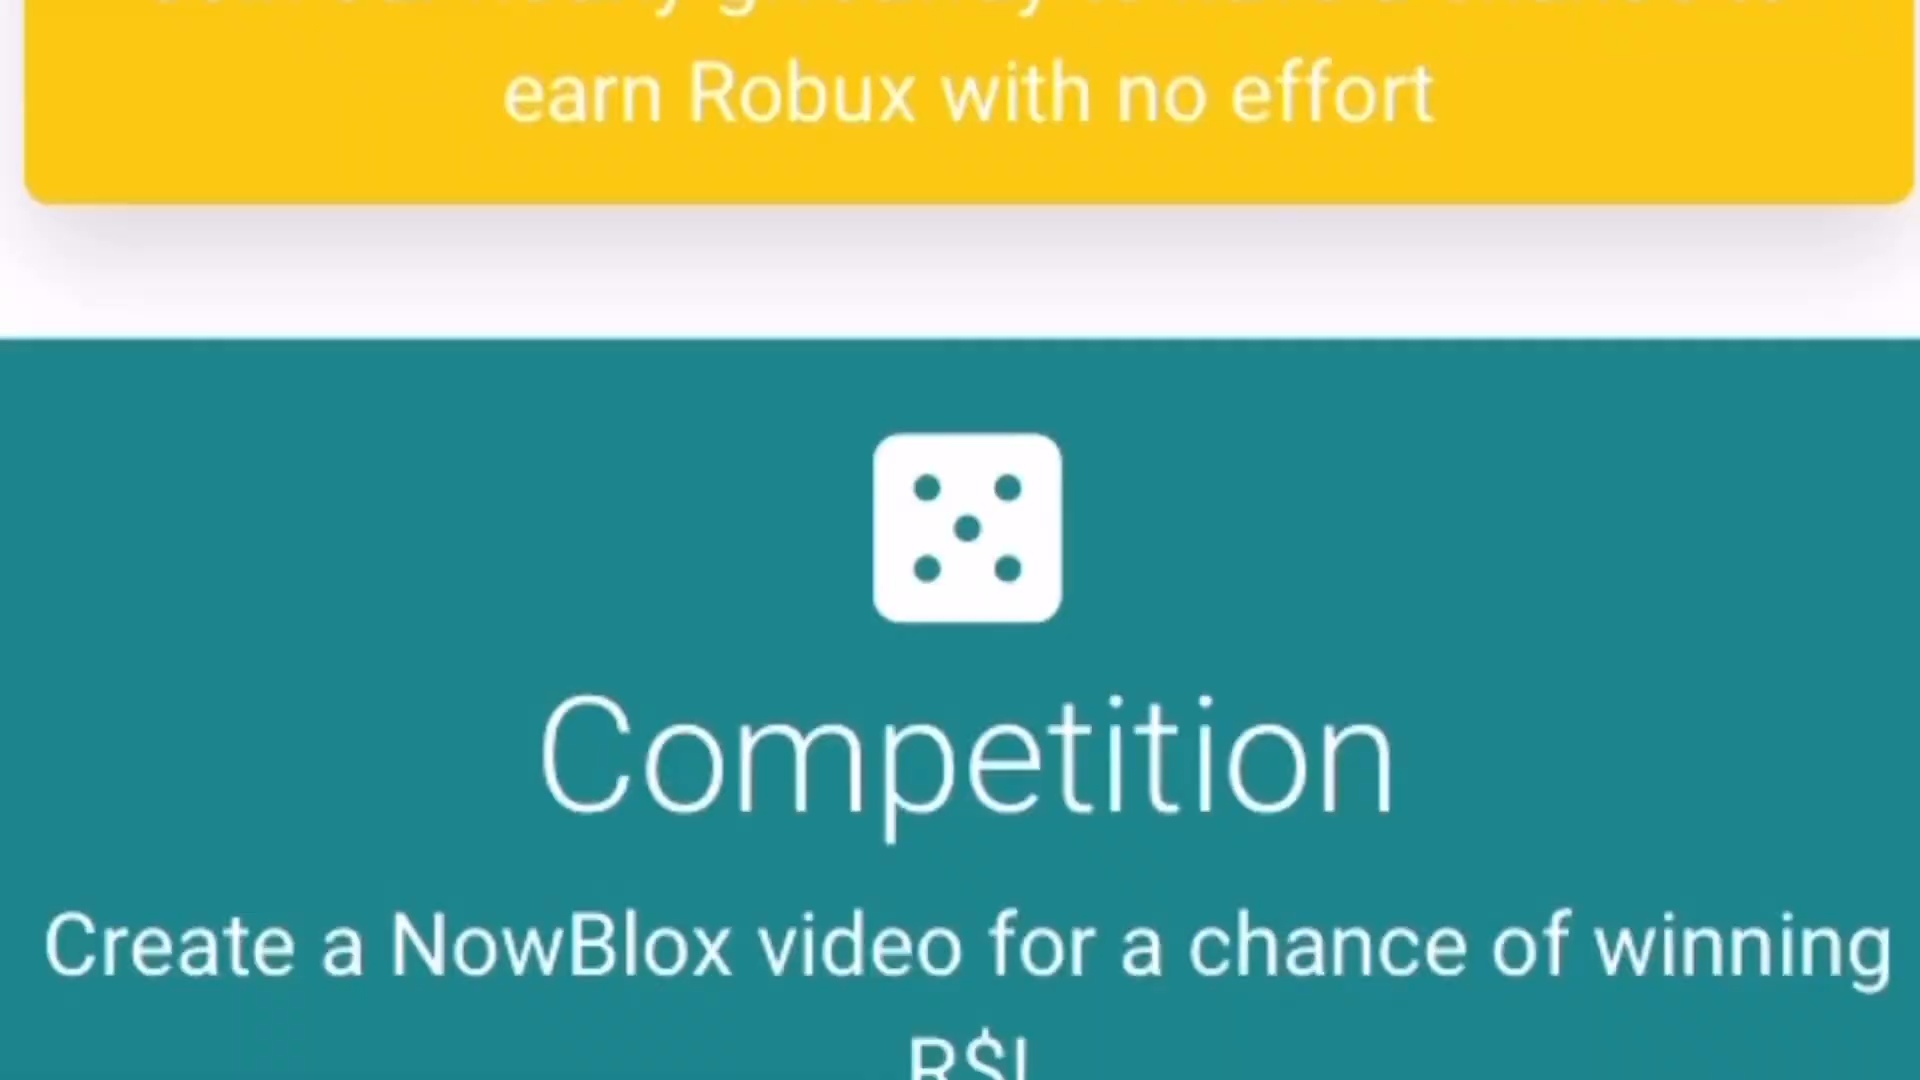 earn Robux with no effort
Competition
Create a NowBlox video for a chance of winning
R$!